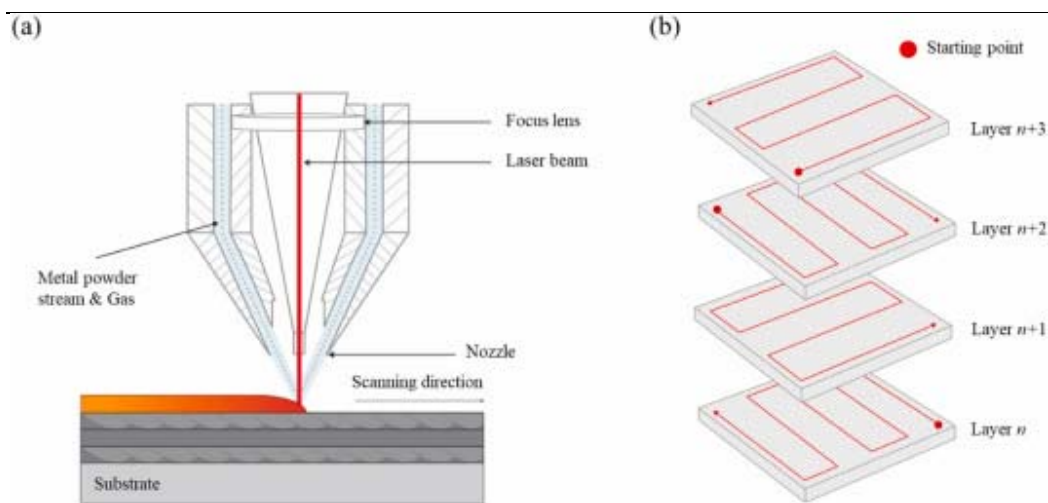 (a)
Focus lens
Laser beam
Metal powder
stream & Gas
Nozzle
Scanning direction
Substrate
(b)
Starting point
Layer n+3
Layer n+2
Layer n+1
Layer n